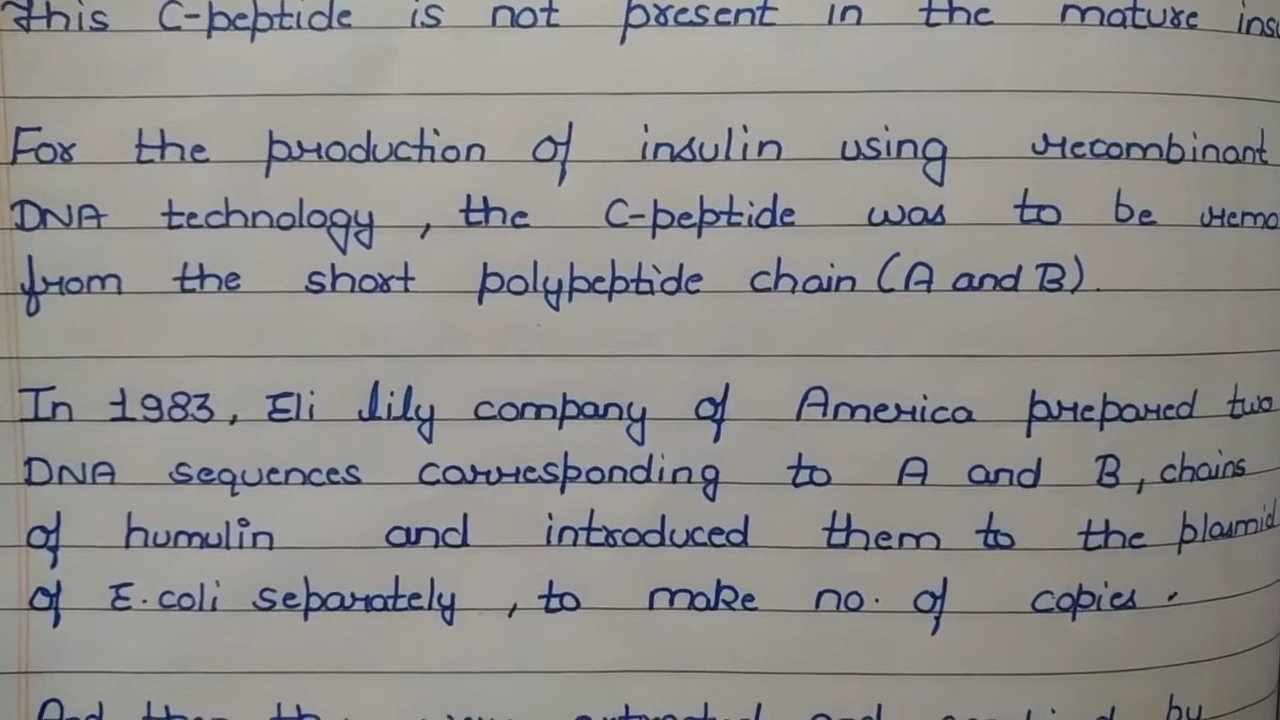 This C-peptide is not present in the mature
For the production of insulin using recombinant
DNA technology, the C-peptide was to be
from the short polypeptide chain (A and B).
In 1983, Eli lily company of America prepared two
DNA sequences corresponding to A and B, chains
of humulin and introduced them to the plasmid
of E.coli separately, to make no. of copies.
by